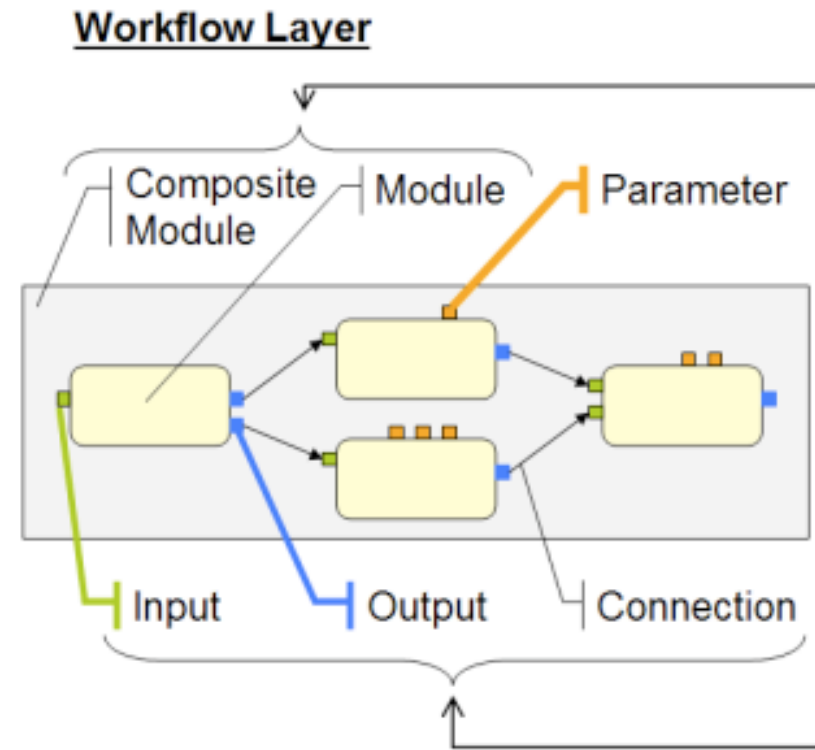 Workflow Layer
Composite
Module
Module
Parameter
Input
Output
Connection